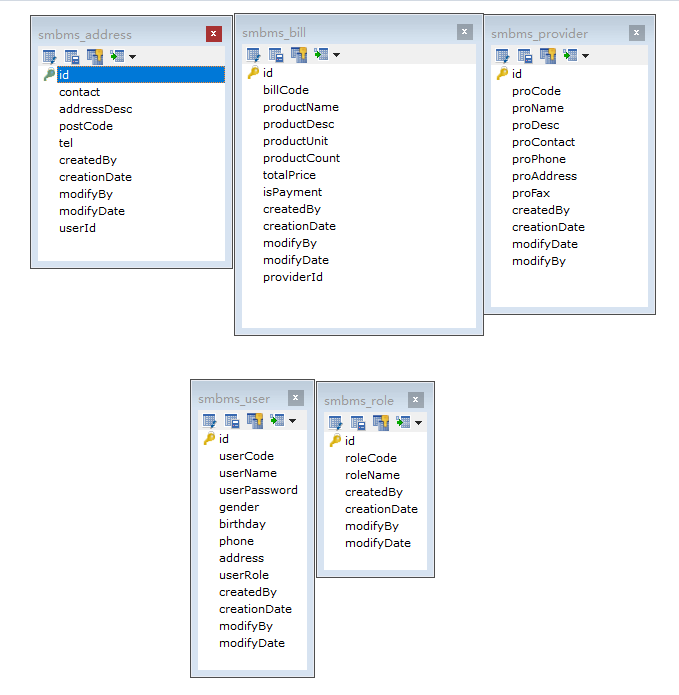 smbms_address
id
contact
addressDesc
postCode
tel
createdBy
creationDate
modifyBy
modifyDate
userId
smbms_bill
id
billCode
productName
productDesc
productUnit
productCount
totalPrice
isPayment
createdBy
creationDate
modifyBy
modifyDate
providerId
smbms_provider
id
proCode
proName
proDesc
proContact
proPhone
proAddress
proFax
createdBy
creationDate
modifyDate
modifyBy
smbms_user
id
userCode
userName
userPassword
gender
birthday
phone
address
userRole
createdBy
creationDate
modifyBy
modifyDate
smbms_role
id
roleCode
roleName
createdBy
creationDate
modifyBy
modifyDate